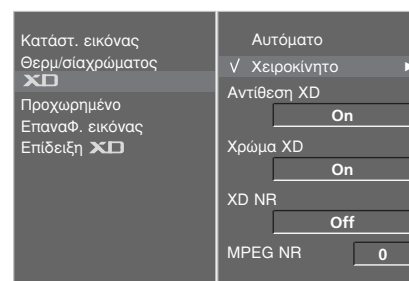 Κατάστ. εικόνας
Θερμ/σίαχρώματος
XD
Προχωρημένο
ΕπαναΦ. εικόνας
Επίδειξη XD
Αυτόματο
√ Χειροκίνητο ►
Αντίθεση XD
On
Χρώμα XD
On
XD NR
Off
MPEG NR 0